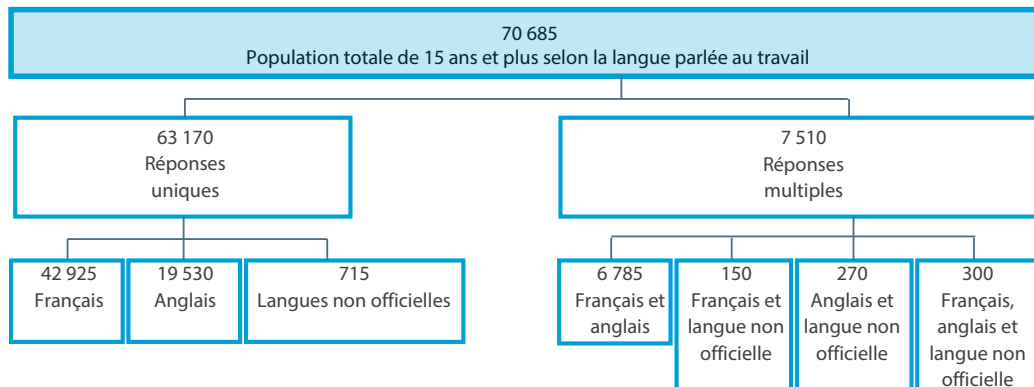 70 685
Population totale de 15 ans et plus selon la langue parlée au travail
63 170
Réponses
uniques
7 510
Réponses
multiples
42 925
Français
19 530
Anglais
715
Langues non officielles
6 785
Français et
anglais
150
Français et
langue non
officielle
270
Anglais et
langue non
officielle
300
Français,
anglais et
langue non
officielle